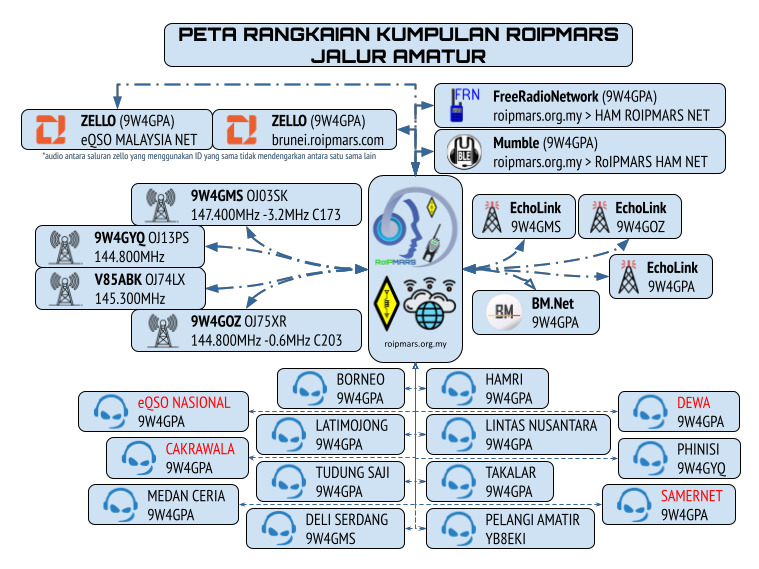 PETA RANGKAIAN KUMPULAN ROIPMARS
JALUR AMATUR
ZELLO (9W4GPA)
eQSO MALAYSIA NET
ZELLO (9W4GPA)
brunei.roipmars.com
*audio antara saluran zello yang menggunakan ID yang sama tidak mendengarkan antara satu sama lain
FRN
FreeRadioNetwork (9W4GPA)
roipmars.org.my > HAM ROIPMARS NET
BLE
Mumble (9W4GPA)
roipmars.org.my > RoIPMARS HAM NET
9W4GMS OJ03SK
147.400MHz -3.2MHz C173
9W4GYQ OJ13PS
144.800MHz
V85ABK OJ74LX
145.300MHz
9W4GOZ OJ75XR
144.800MHz -0.6MHz C203
RoIPMARS
roipmars.org.my
EchoLink
9W4GMS
EchoLink
9W4GOZ
EchoLink
9W4GPA
BM
BM.Net
9W4GPA
BORNEO
9W4GPA
HAMRI
9W4GPA
eQSO NASIONAL
9W4GPA
DEWA
9W4GPA
LATIMOJONG
9W4GPA
LINTAS NUSANTARA
9W4GPA
CAKRAWALA
9W4GPA
PHINISI
9W4GYQ
TUDUNG SAJI
9W4GPA
TAKALAR
9W4GPA
MEDAN CERIA
9W4GPA
SAMERNET
9W4GPA
DELI SERDANG
9W4GMS
PELANGI AMATIR
YB8EKI